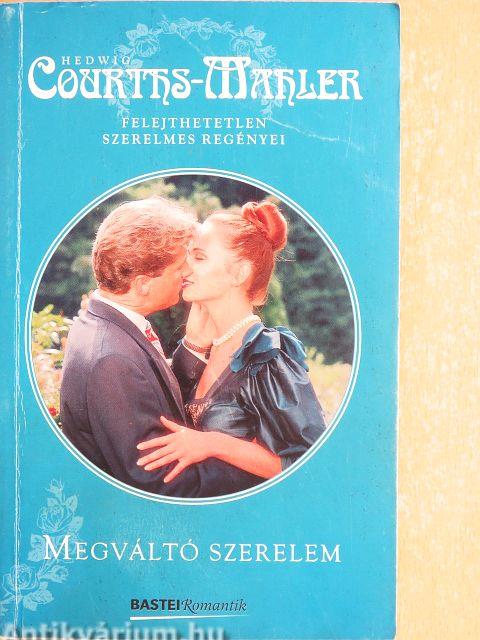 HEDWIG
COURTHS-MAHLER
FELEJTHETETLEN
SZERELMES REGÉNYEI
MEGVÁLTÓ SZERELEM
BASTEI Romantik
Antikvárium.hu